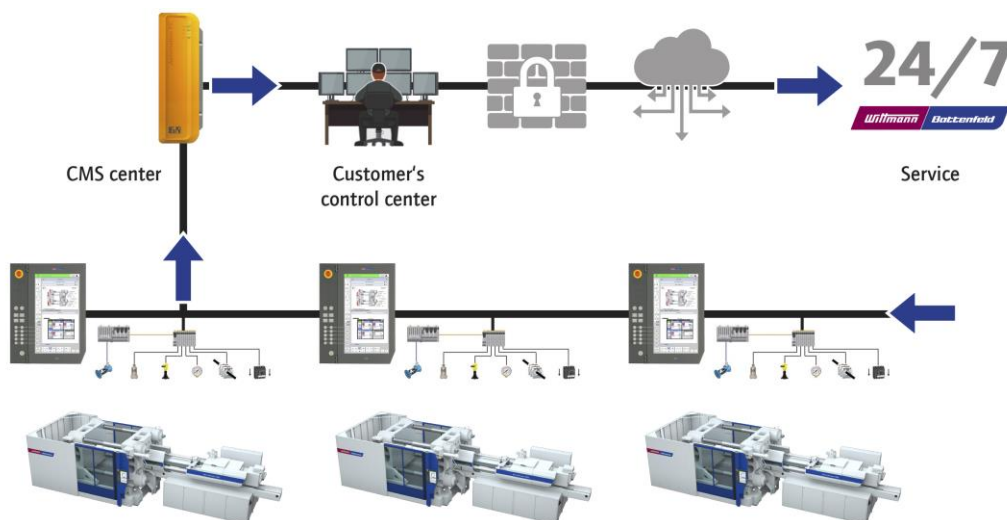 24/7
Wittmann Battenfeld
CMS center
Customer's
control center
Service